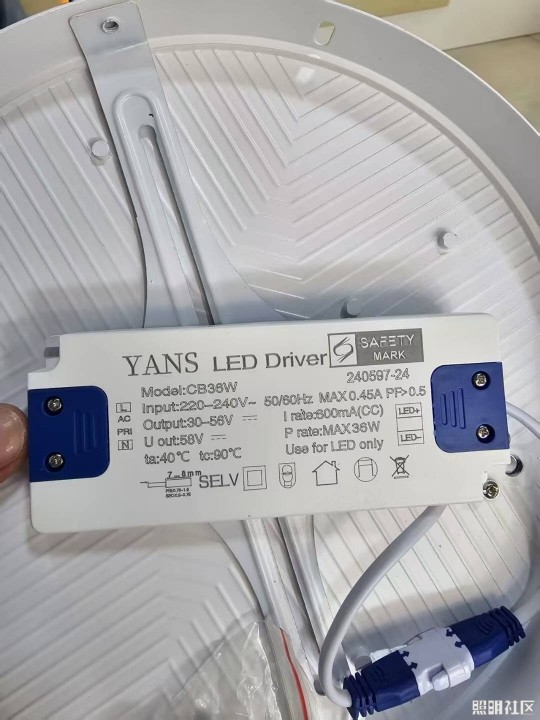 YANS LED Driver
SAFETY MARK
240597-24
Model:CB36W
Input:220–240V~ 50/60Hz MAX 0.45A PF>0.5
Output:30–56V⎓ I rate:600mA(CC)
U out:58V⎓ P rate:MAX36W
ta:40℃ tc:90℃ Use for LED only
L
AC
PRI
N
LED+
LED–
7–8mm
SELV
照明社区